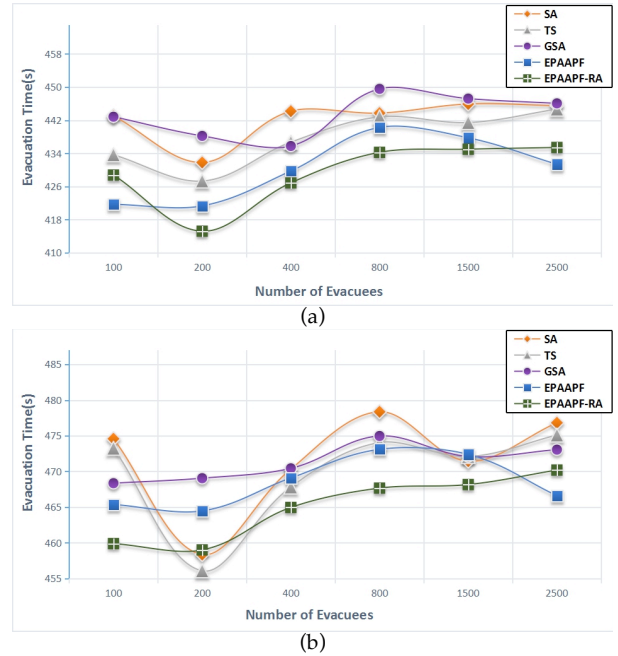 SA
TS
GSA
EPAAPF
EPAAPF-RA
Evacuation Time(s)
458
450
442
434
426
418
410
100 200 400 800 1500 2500
Number of Evacuees
(a)
SA
TS
GSA
EPAAPF
EPAAPF-RA
Evacuation Time(s)
485
480
475
470
465
460
455
100 200 400 800 1500 2500
Number of Evacuees
(b)